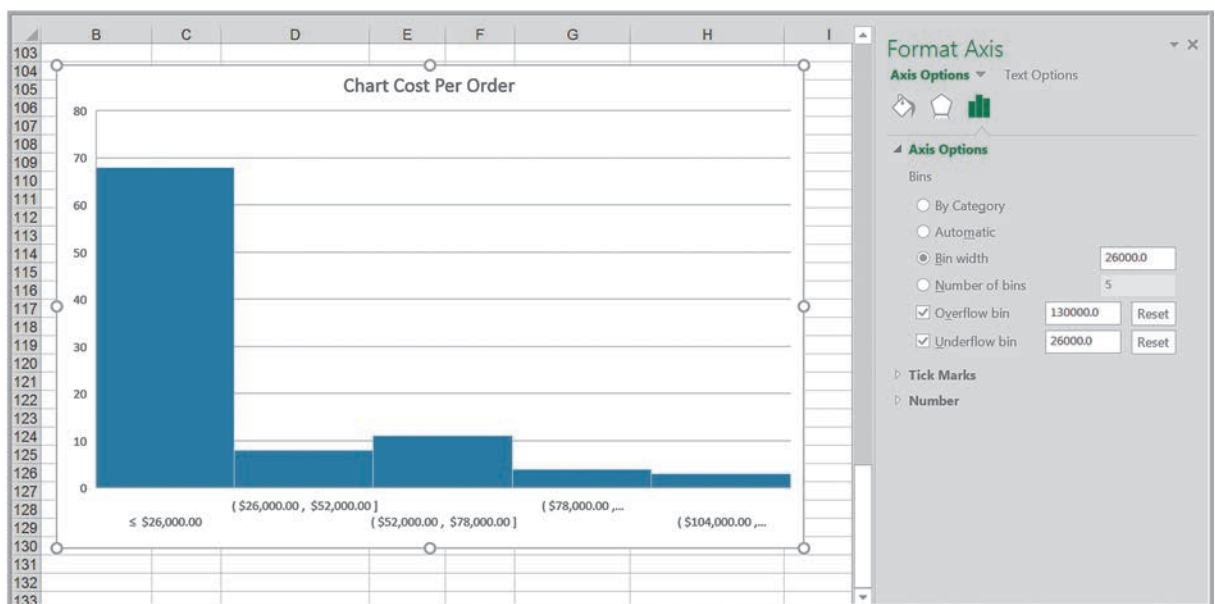 B C D E F G H I
103
104
105
106
107
108
109
110
111
112
113
114
115
116
117
118
119
120
121
122
123
124
125
126
127
128
129
130
131
132
133
Chart Cost Per Order
80
70
60
50
40
30
20
10
0
≤ $26,000.00
( $26,000.00 , $52,000.00 ]
( $52,000.00 , $78,000.00 ]
( $78,000.00 ,...
( $104,000.00 ,...
Format Axis
Axis Options Text Options
Axis Options
Bins
By Category
Automatic
Bin width 26000.0
Number of bins 5
Overflow bin 130000.0 Reset
Underflow bin 26000.0 Reset
Tick Marks
Number